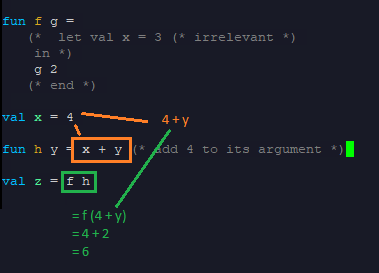 fun f g =
(* let val x = 3 (* irrelevant *)
in *)
g 2
(* end *)
val x = 4
4+y
fun h y = x + y (* add 4 to its argument *)
val z = f h
=f (4+y)
=4+2
=6